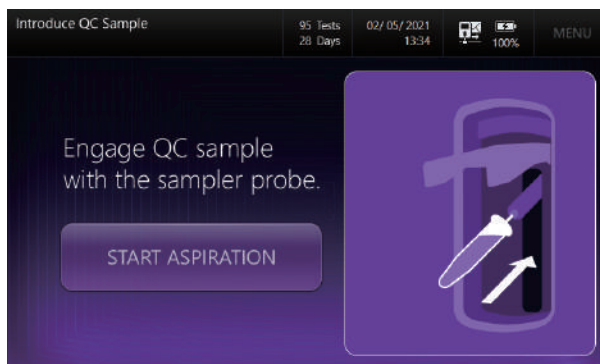 Introduce QC Sample
95 Tests
28 Days
02/05/2021
13:34
100%
MENU
Engage QC sample
with the sampler probe.
START ASPIRATION